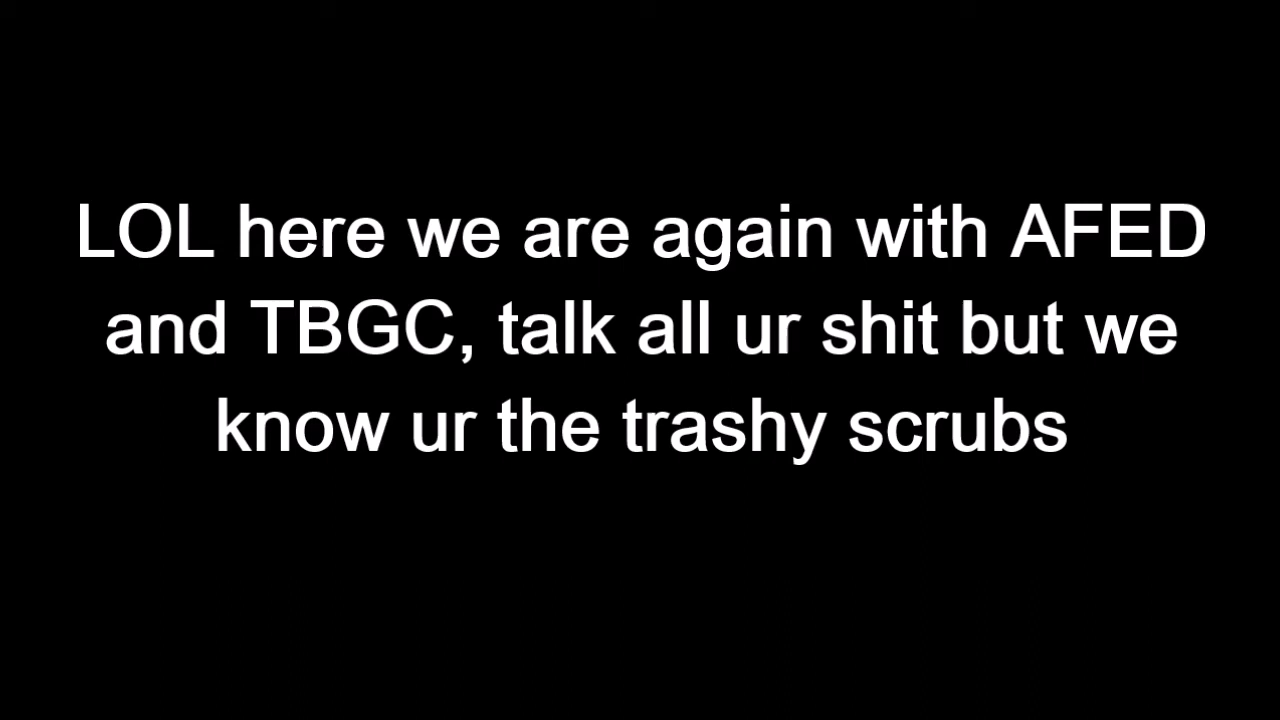 LOL here we are again with AFED
and TBGC, talk all ur shit but we
know ur the trashy scrubs